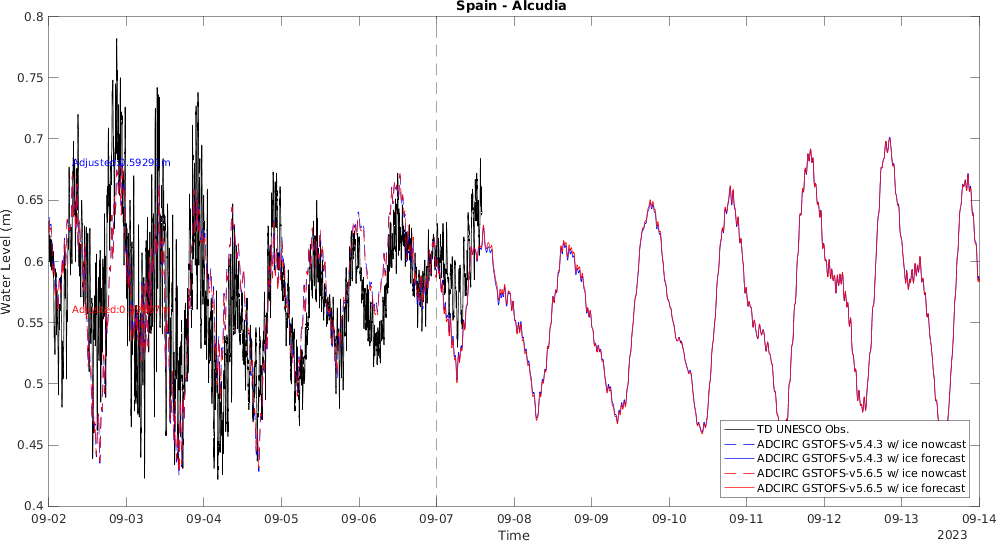 Spain - Alcudia
0.8
0.75
0.7
0.65
0.6
0.55
0.5
0.45
0.4
Water Level (m)
Adjusted:0.5929 m
Adjusted:0
TD UNESCO Obs.
ADCIRC GSTOFS-v5.4.3 w/ ice nowcast
ADCIRC GSTOFS-v5.4.3 w/ ice forecast
ADCIRC GSTOFS-v5.6.5 w/ ice nowcast
ADCIRC GSTOFS-v5.6.5 w/ ice forecast
09-02 09-03 09-04 09-05 09-06 09-07 09-08 09-09 09-10 09-11 09-12 09-13 09-14
Time
2023